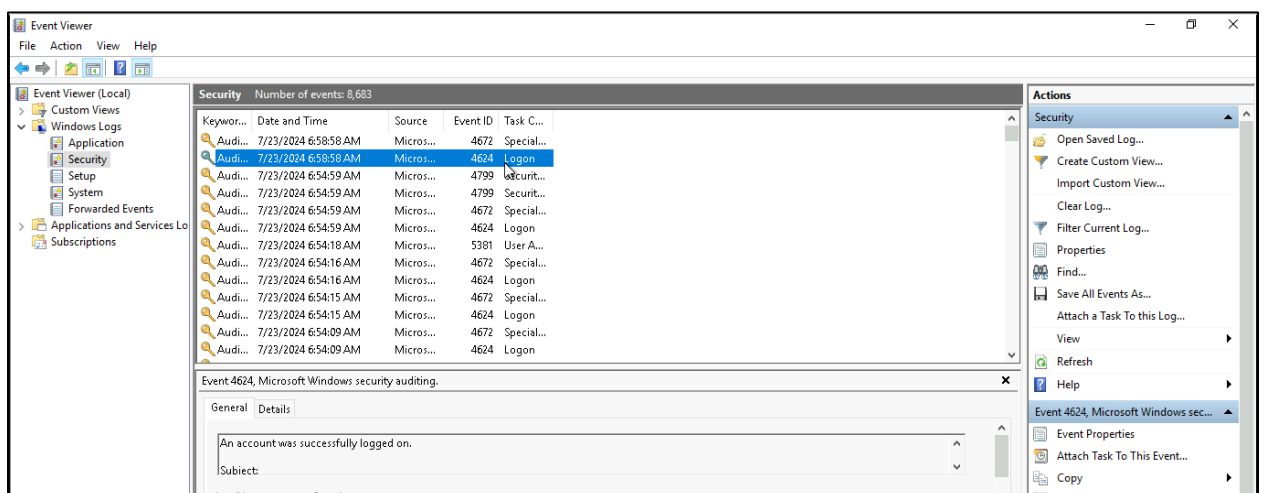 Event Viewer
File Action View Help
Event Viewer (Local)
Custom Views
Windows Logs
Application
Security
Setup
System
Forwarded Events
Applications and Services Lo
Subscriptions
Security Number of events: 8,683
Keywor... Date and Time Source Event ID Task C...
Audi... 7/23/2024 6:58:58 AM Micros... 4672 Special...
Audi... 7/23/2024 6:58:58 AM Micros... 4624 Logon
Audi... 7/23/2024 6:54:59 AM Micros... 4799 Securit...
Audi... 7/23/2024 6:54:59 AM Micros... 4799 Securit...
Audi... 7/23/2024 6:54:59 AM Micros... 4672 Special...
Audi... 7/23/2024 6:54:59 AM Micros... 4624 Logon
Audi... 7/23/2024 6:54:18 AM Micros... 5381 User A...
Audi... 7/23/2024 6:54:16 AM Micros... 4672 Special...
Audi... 7/23/2024 6:54:16 AM Micros... 4624 Logon
Audi... 7/23/2024 6:54:15 AM Micros... 4672 Special...
Audi... 7/23/2024 6:54:15 AM Micros... 4624 Logon
Audi... 7/23/2024 6:54:09 AM Micros... 4672 Special...
Audi... 7/23/2024 6:54:09 AM Micros... 4624 Logon
Event 4624, Microsoft Windows security auditing.
General Details
An account was successfully logged on.
Subject:
Actions
Security
Open Saved Log...
Create Custom View...
Import Custom View...
Clear Log...
Filter Current Log...
Properties
Find...
Save All Events As...
Attach a Task To this Log...
View
Refresh
Help
Event 4624, Microsoft Windows sec...
Event Properties
Attach Task To This Event...
Copy